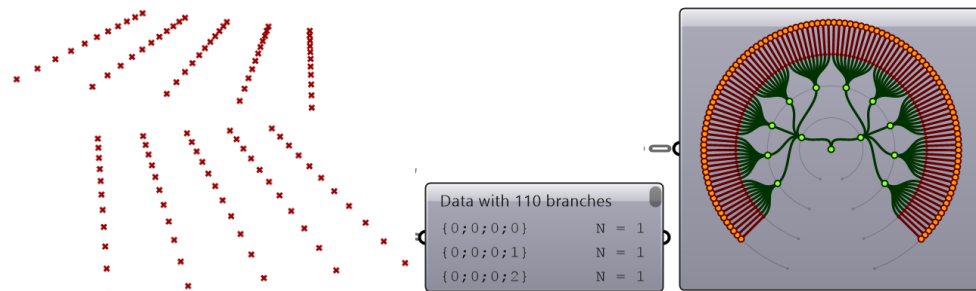 Data with 110 branches
{0;0;0;0} N = 1
{0;0;0;1} N = 1
{0;0;0;2} N = 1